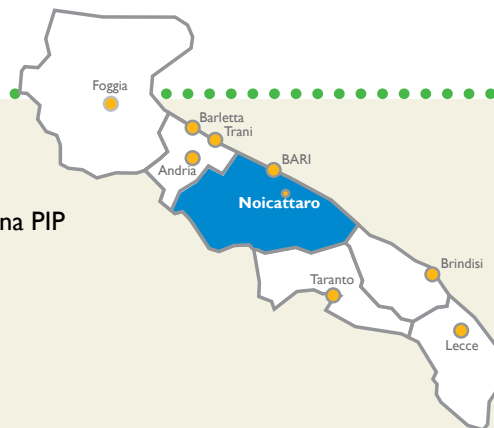 Foggia
Barletta
Trani
Andria
BARI
Noicattaro
na PIP
Brindisi
Taranto
Lecce